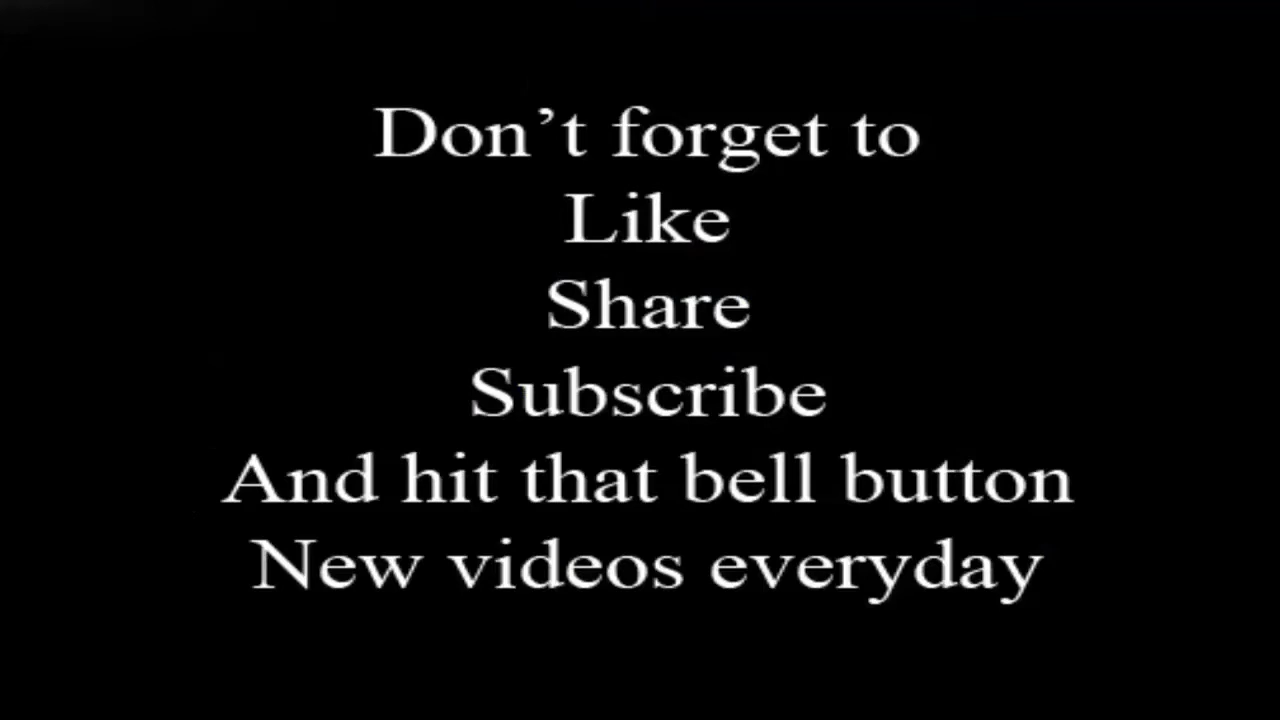 Don’t forget to
Like
Share
Subscribe
And hit that bell button
New videos everyday